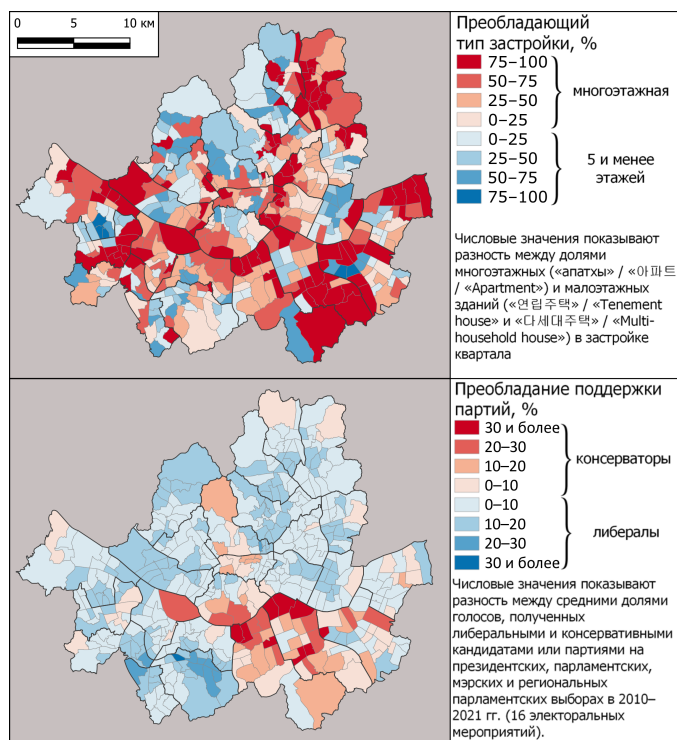 0 5 10 км
Преобладающий
тип застройки, %
75–100
50–75
25–50
0–25
многоэтажная
0–25
25–50
50–75
75–100
5 и менее
этажей
Числовые значения показывают
разность между долями
многоэтажных («апатхы» / «아파트
/ «Apartment») и малоэтажных
зданий («연립주택» / «Tenement
house» и «다세대주택» / «Multi-
household house») в застройке
квартала
Преобладание поддержки
партий, %
30 и более
20–30
10–20
0–10
консерваторы
0–10
10–20
20–30
30 и более
либералы
Числовые значения показывают
разность между средними долями
голосов, полученных
либеральными и консервативными
кандидатами или партиями на
президентских, парламентских,
мэрских и региональных
парламентских выборах в 2010–
2021 гг. (16 электоральных
мероприятий).